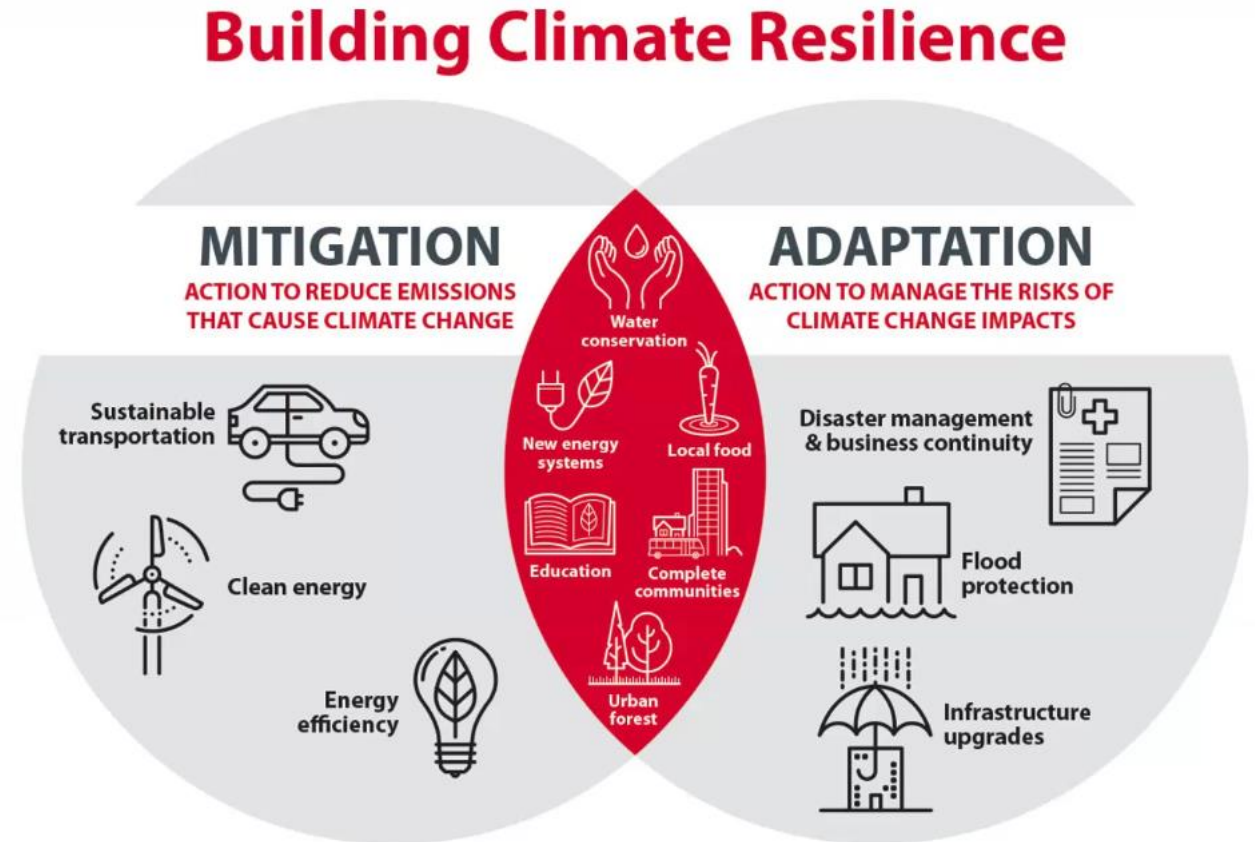 Building Climate Resilience
MITIGATION
ACTION TO REDUCE EMISSIONS
THAT CAUSE CLIMATE CHANGE
Sustainable
transportation
Clean energy
Energy
efficiency
Water
conservation
New energy
systems
Local food
Education
Complete
communities
Urban
forest
ADAPTATION
ACTION TO MANAGE THE RISKS OF
CLIMATE CHANGE IMPACTS
Disaster management
& business continuity
Flood
protection
Infrastructure
upgrades